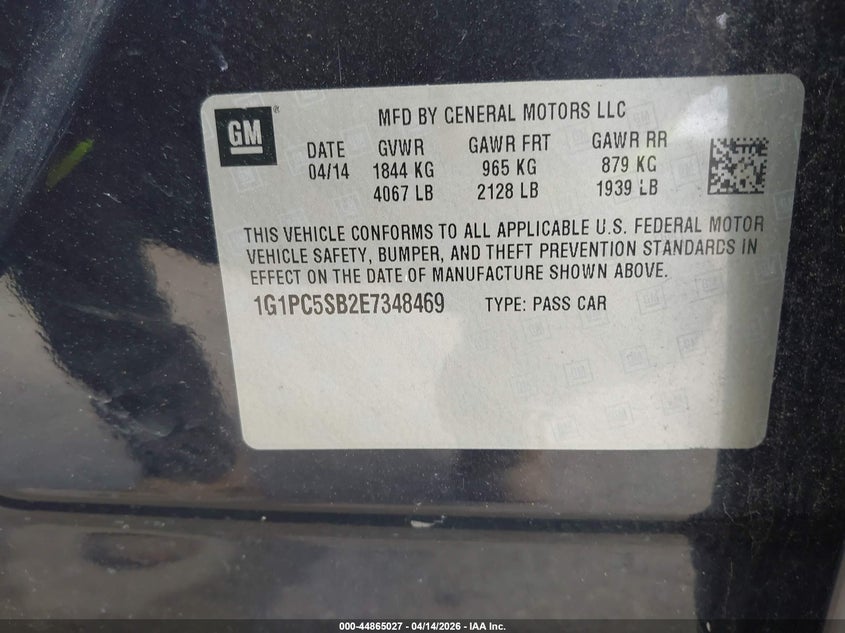 GM ®
MFD BY GENERAL MOTORS LLC
DATE GVWR GAWR FRT GAWR RR
04/14 1844 KG 965 KG 879 KG
4067 LB 2128 LB 1939 LB
THIS VEHICLE CONFORMS TO ALL APPLICABLE U.S. FEDERAL MOTOR
VEHICLE SAFETY, BUMPER, AND THEFT PREVENTION STANDARDS IN
EFFECT ON THE DATE OF MANUFACTURE SHOWN ABOVE.
1G1PC5SB2E7348469 TYPE: PASS CAR
000-44865027 - 04/14/2026 - IAA Inc.